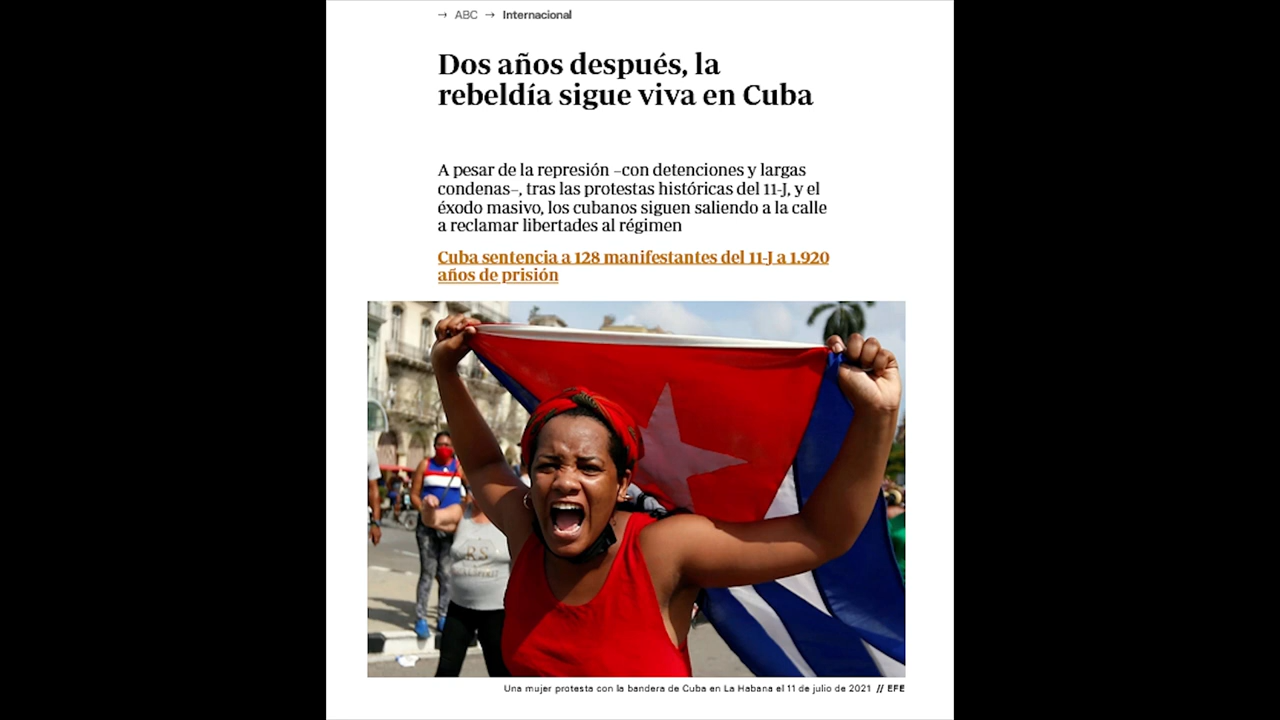 → ABC → Internacional
Dos años después, la
rebeldía sigue viva en Cuba
A pesar de la represión –con detenciones y largas
condenas–, tras las protestas históricas del 11-J, y el
éxodo masivo, los cubanos siguen saliendo a la calle
a reclamar libertades al régimen
Cuba sentencia a 128 manifestantes del 11-J a 1.920
años de prisión
R.S
Una mujer protesta con la bandera de Cuba en La Habana el 11 de julio de 2021 // EFE